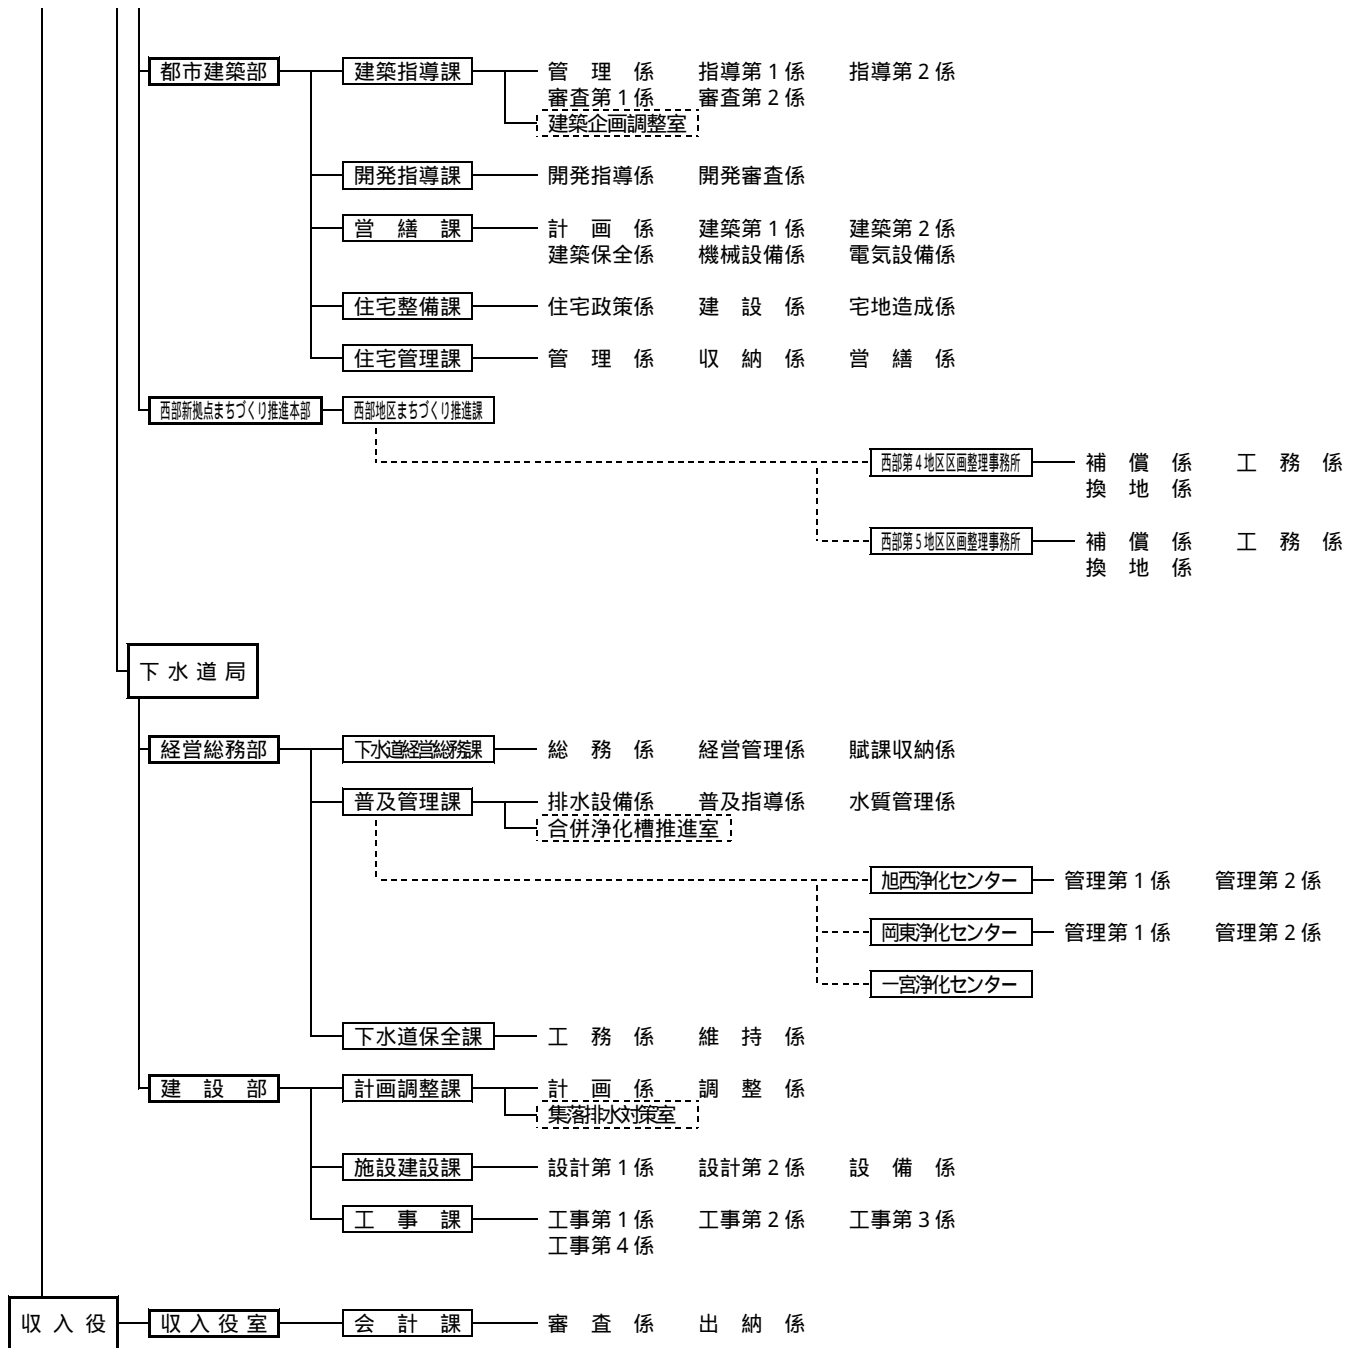 都市建築部 建築指導課 管理係 指導第1係 指導第2係
審査第1係 審査第2係
建築企画調整室
開発指導課 開発指導係 開発審査係
営繕課 計画係 建築第1係 建築第2係
建築保全係 機械設備係 電気設備係
住宅整備課 住宅政策係 建設係 宅地造成係
住宅管理課 管理係 収納係 営繕係
西部新拠点まちづくり推進本部 西部地区まちづくり推進課
西部第4地区区画整理事務所 補償係 工務係
換地係
西部第5地区区画整理事務所 補償係 工務係
換地係
下水道局
経営総務部 下水道経営総務課 総務係 経営管理係 賦課収納係
普及管理課 排水設備係 普及指導係 水質管理係
合併浄化槽推進室
旭西浄化センター 管理第1係 管理第2係
岡東浄化センター 管理第1係 管理第2係
一宮浄化センター
下水道保全課 工務係 維持係
建設部 計画調整課 計画係 調整係
集落排水対策室
施設建設課 設計第1係 設計第2係 設備係
工事課 工事第1係 工事第2係 工事第3係
工事第4係
収入役 収入役室 会計課 審査係 出納係